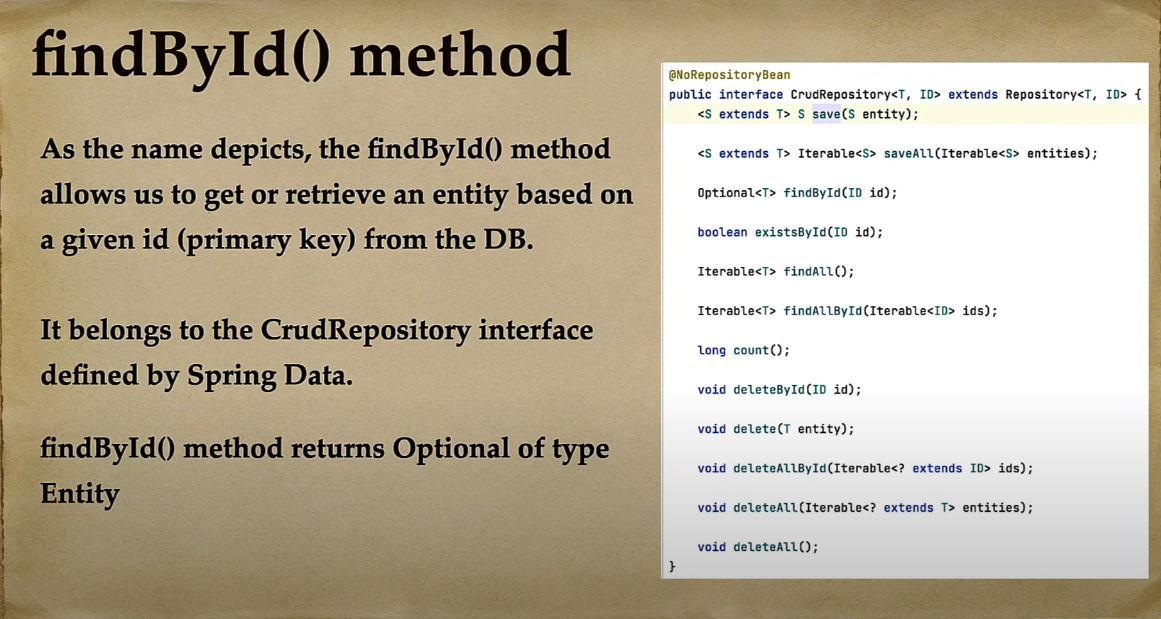 findById() method
As the name depicts, the findById() method
allows us to get or retrieve an entity based on
a given id (primary key) from the DB.
It belongs to the CrudRepository interface
defined by Spring Data.
findById() method returns Optional of type
Entity
@NoRepositoryBean
public interface CrudRepository<T, ID> extends Repository<T, ID> {
<S extends T> S save(S entity);
<S extends T> Iterable<S> saveAll(Iterable<S> entities);
Optional<T> findById(ID id);
boolean existsById(ID id);
Iterable<T> findAll();
Iterable<T> findAllById(Iterable<ID> ids);
long count();
void deleteById(ID id);
void delete(T entity);
void deleteAllById(Iterable<? extends ID> ids);
void deleteAll(Iterable<? extends T> entities);
void deleteAll();
}